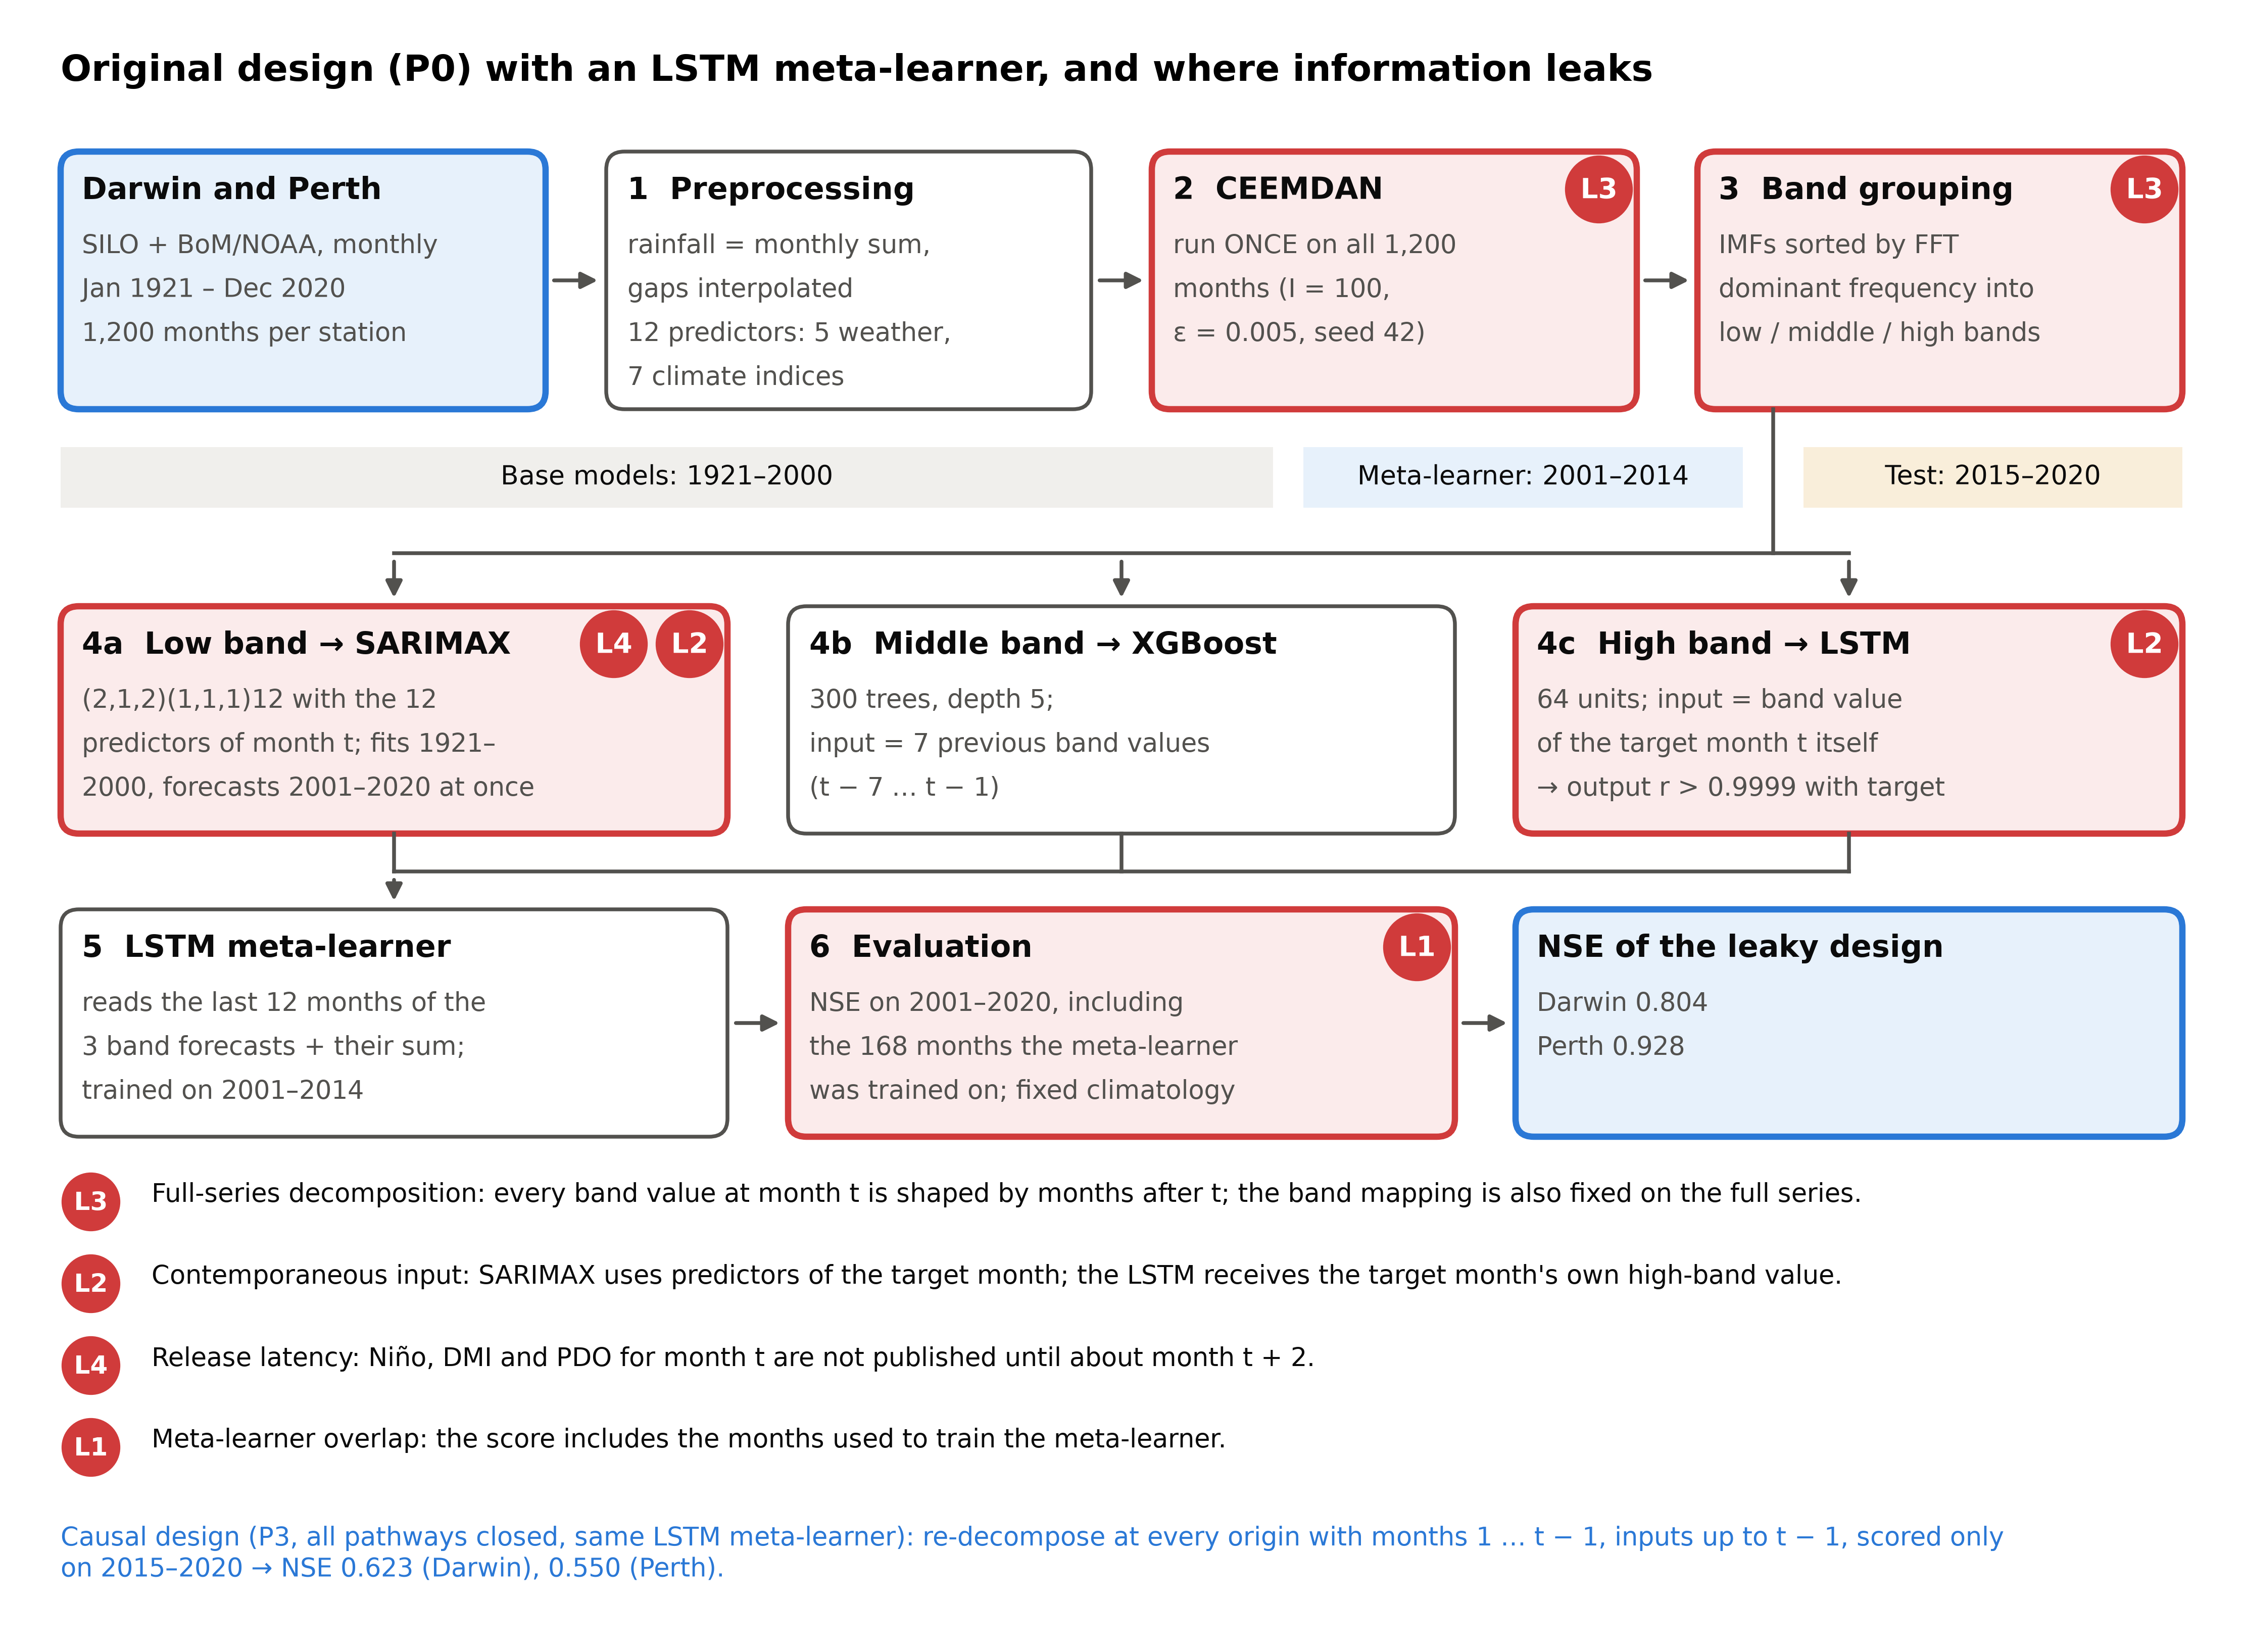 Original design (P0) with an LSTM meta-learner, and where information leaks
Darwin and Perth
SILO + BoM/NOAA, monthly
Jan 1921 – Dec 2020
1,200 months per station
1 Preprocessing
rainfall = monthly sum,
gaps interpolated
12 predictors: 5 weather,
7 climate indices
2 CEEMDAN
L3
run ONCE on all 1,200
months (I = 100,
ε = 0.005, seed 42)
3 Band grouping
L3
IMFs sorted by FFT
dominant frequency into
low / middle / high bands
Base models: 1921–2000
Meta-learner: 2001–2014
Test: 2015–2020
4a Low band → SARIMAX
L4
L2
(2,1,2)(1,1,1)12 with the 12
predictors of month t; fits 1921–
2000, forecasts 2001–2020 at once
4b Middle band → XGBoost
300 trees, depth 5;
input = 7 previous band values
(t − 7 … t − 1)
4c High band → LSTM
L2
64 units; input = band value
of the target month t itself
→ output r > 0.9999 with target
5 LSTM meta-learner
reads the last 12 months of the
3 band forecasts + their sum;
trained on 2001–2014
6 Evaluation
L1
NSE on 2001–2020, including
the 168 months the meta-learner
was trained on; fixed climatology
NSE of the leaky design
Darwin 0.804
Perth 0.928
L3 Full-series decomposition: every band value at month t is shaped by months after t; the band mapping is also fixed on the full series.
L2 Contemporaneous input: SARIMAX uses predictors of the target month; the LSTM receives the target month's own high-band value.
L4 Release latency: Niño, DMI and PDO for month t are not published until about month t + 2.
L1 Meta-learner overlap: the score includes the months used to train the meta-learner.
Causal design (P3, all pathways closed, same LSTM meta-learner): re-decompose at every origin with months 1 … t − 1, inputs up to t − 1, scored only
on 2015–2020 → NSE 0.623 (Darwin), 0.550 (Perth).